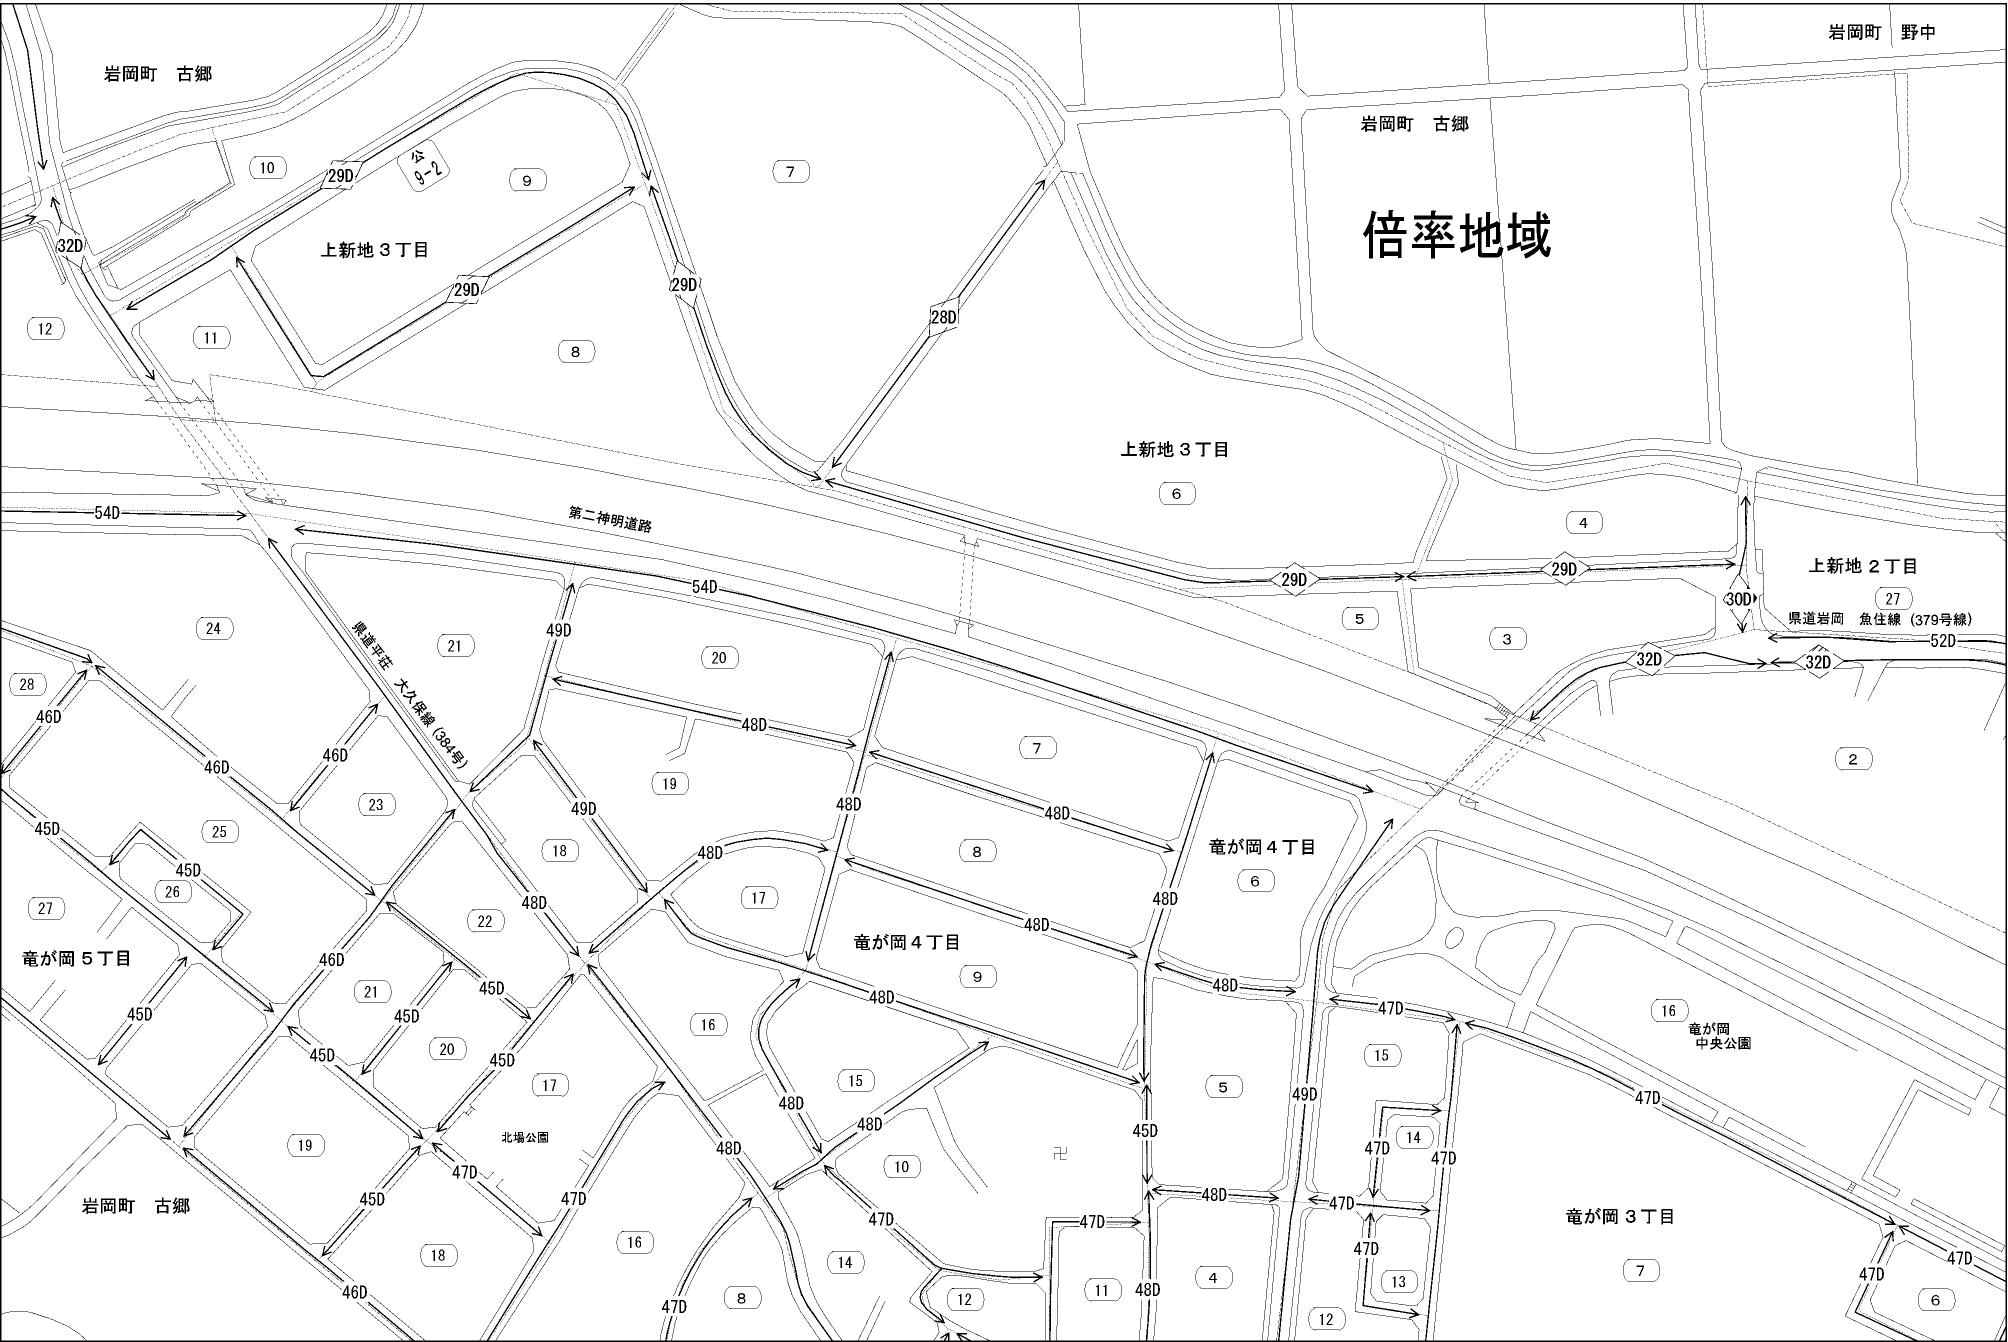 岩岡町　野中
岩岡町　古郷
岩岡町　古郷
10
29D
公
9-2
9
7
倍率地域
32D
上新地３丁目
29D
29D
28D
12
11
8
上新地３丁目
6
54D
第二神明道路
4
上新地２丁目
29D
29D
54D
30D
27
5
県道岩岡　魚住線 (379号線)
24
49D
3
52D
21
20
32D
32D
県道平荘　大久保線 (384号)
28
46D
48D
7
2
46D
46D
19
23
49D
48D
48D
45D
25
竜が岡４丁目
18
48D
8
6
45D
26
17
48D
48D
27
22
48D
竜が岡４丁目
竜が岡５丁目
46D
9
48D
45D
21
48D
47D
45D
45D
16
16
竜が岡
中央公園
20
45D
45D
15
17
15
5
49D
47D
48D
48D
45D
14
北場公園
19
48D
47D
47D
卍
10
47D
45D
47D
48D
47D
岩岡町　古郷
47D
47D
竜が岡３丁目
18
16
14
47D
47D
7
47D
4
13
46D
8
12
11
48D
47D
6
47D
12